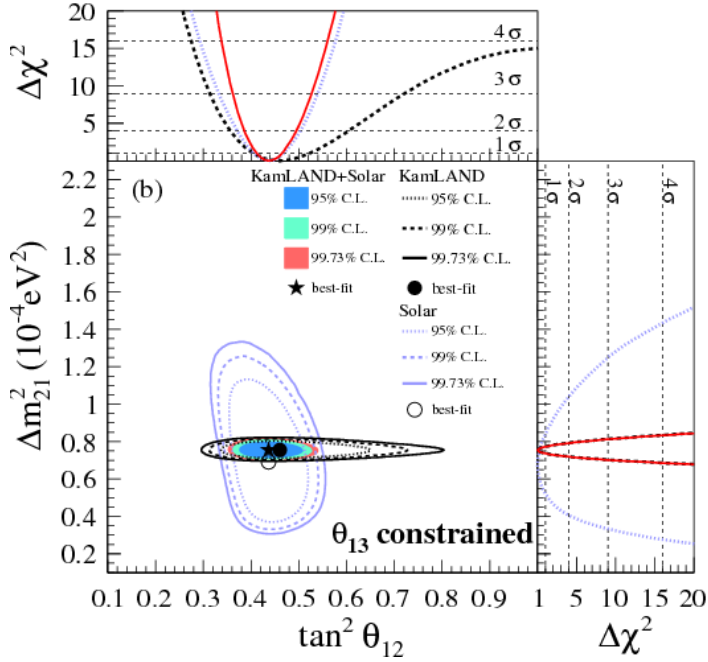 20
15
10
5
Δχ²
4σ
3σ
2σ
1σ
(b)
KamLAND+Solar
95% C.L.
99% C.L.
99.73% C.L.
best-fit
KamLAND
95% C.L.
99% C.L.
99.73% C.L.
best-fit
Solar
95% C.L.
99% C.L.
99.73% C.L.
best-fit
θ₁₃ constrained
1σ
2σ
3σ
4σ
2.2
2
1.8
1.6
1.4
1.2
1
0.8
0.6
0.4
0.2
Δm²₂₁ (10⁻⁴eV²)
0.1 0.2 0.3 0.4 0.5 0.6 0.7 0.8 0.9 1
5 10 15 20
tan² θ₁₂
Δχ²